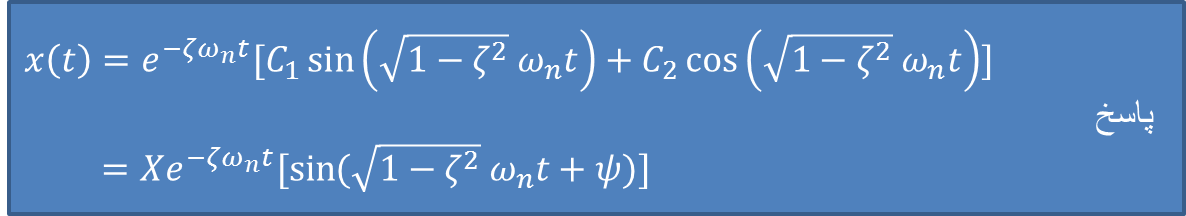 x(t) = e^{-ζω_n t}[C_1 sin(√(1 − ζ^2) ω_n t) + C_2 cos(√(1 − ζ^2) ω_n t)]
پاسخ
= Xe^{-ζω_n t}[sin(√(1 − ζ^2) ω_n t + ψ)]